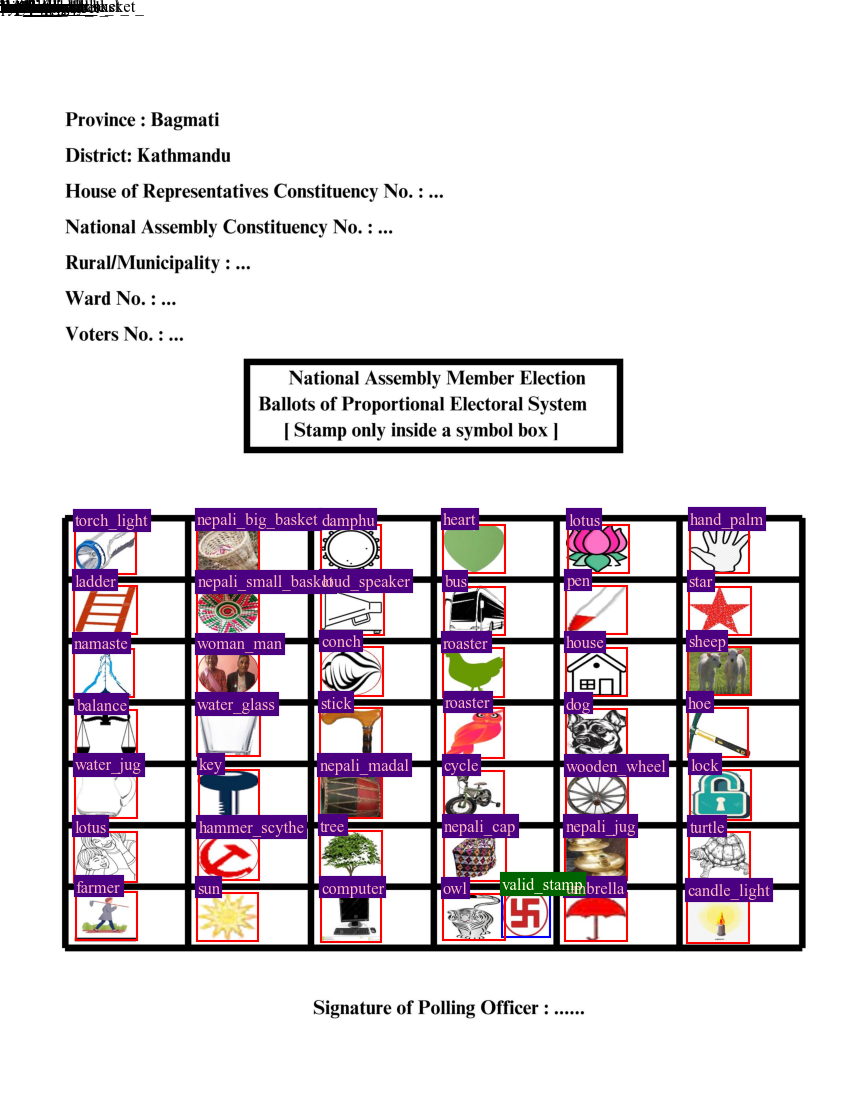 Province : Bagmati
District: Kathmandu
House of Representatives Constituency No. : ...
National Assembly Constituency No. : ...
Rural/Municipality : ...
Ward No. : ...
Voters No. : ...
National Assembly Member Election
Ballots of Proportional Electoral System
[ Stamp only inside a symbol box ]
torch_light nepali_big_basket damphu heart lotus hand_palm
ladder nepali_small_basket loud_speaker bus pen star
namaste woman_man conch roaster house sheep
balance water_glass stick roaster dog hoe
water_jug key nepali_madal cycle wooden_wheel lock
lotus hammer_scythe tree nepali_cap nepali_jug turtle
farmer sun computer owl valid_stamp umbrella candle_light
Signature of Polling Officer : ......